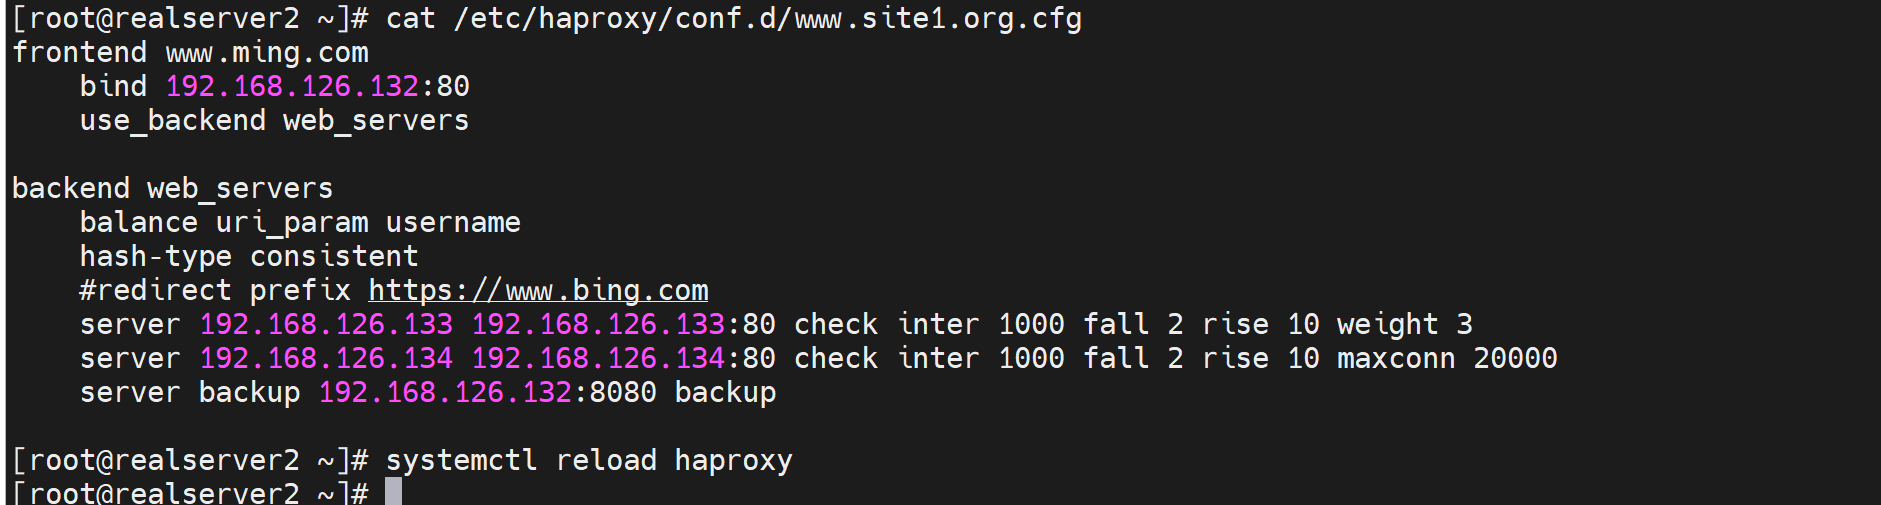 [root@realserver2 ~]# cat /etc/haproxy/conf.d/www.site1.org.cfg
frontend www.ming.com
    bind 192.168.126.132:80
    use_backend web_servers

backend web_servers
    balance uri_param username
    hash-type consistent
    #redirect prefix https://www.bing.com
    server 192.168.126.133 192.168.126.133:80 check inter 1000 fall 2 rise 10 weight 3
    server 192.168.126.134 192.168.126.134:80 check inter 1000 fall 2 rise 10 maxconn 20000
    server backup 192.168.126.132:8080 backup

[root@realserver2 ~]# systemctl reload haproxy
[root@realserver2 ~]#